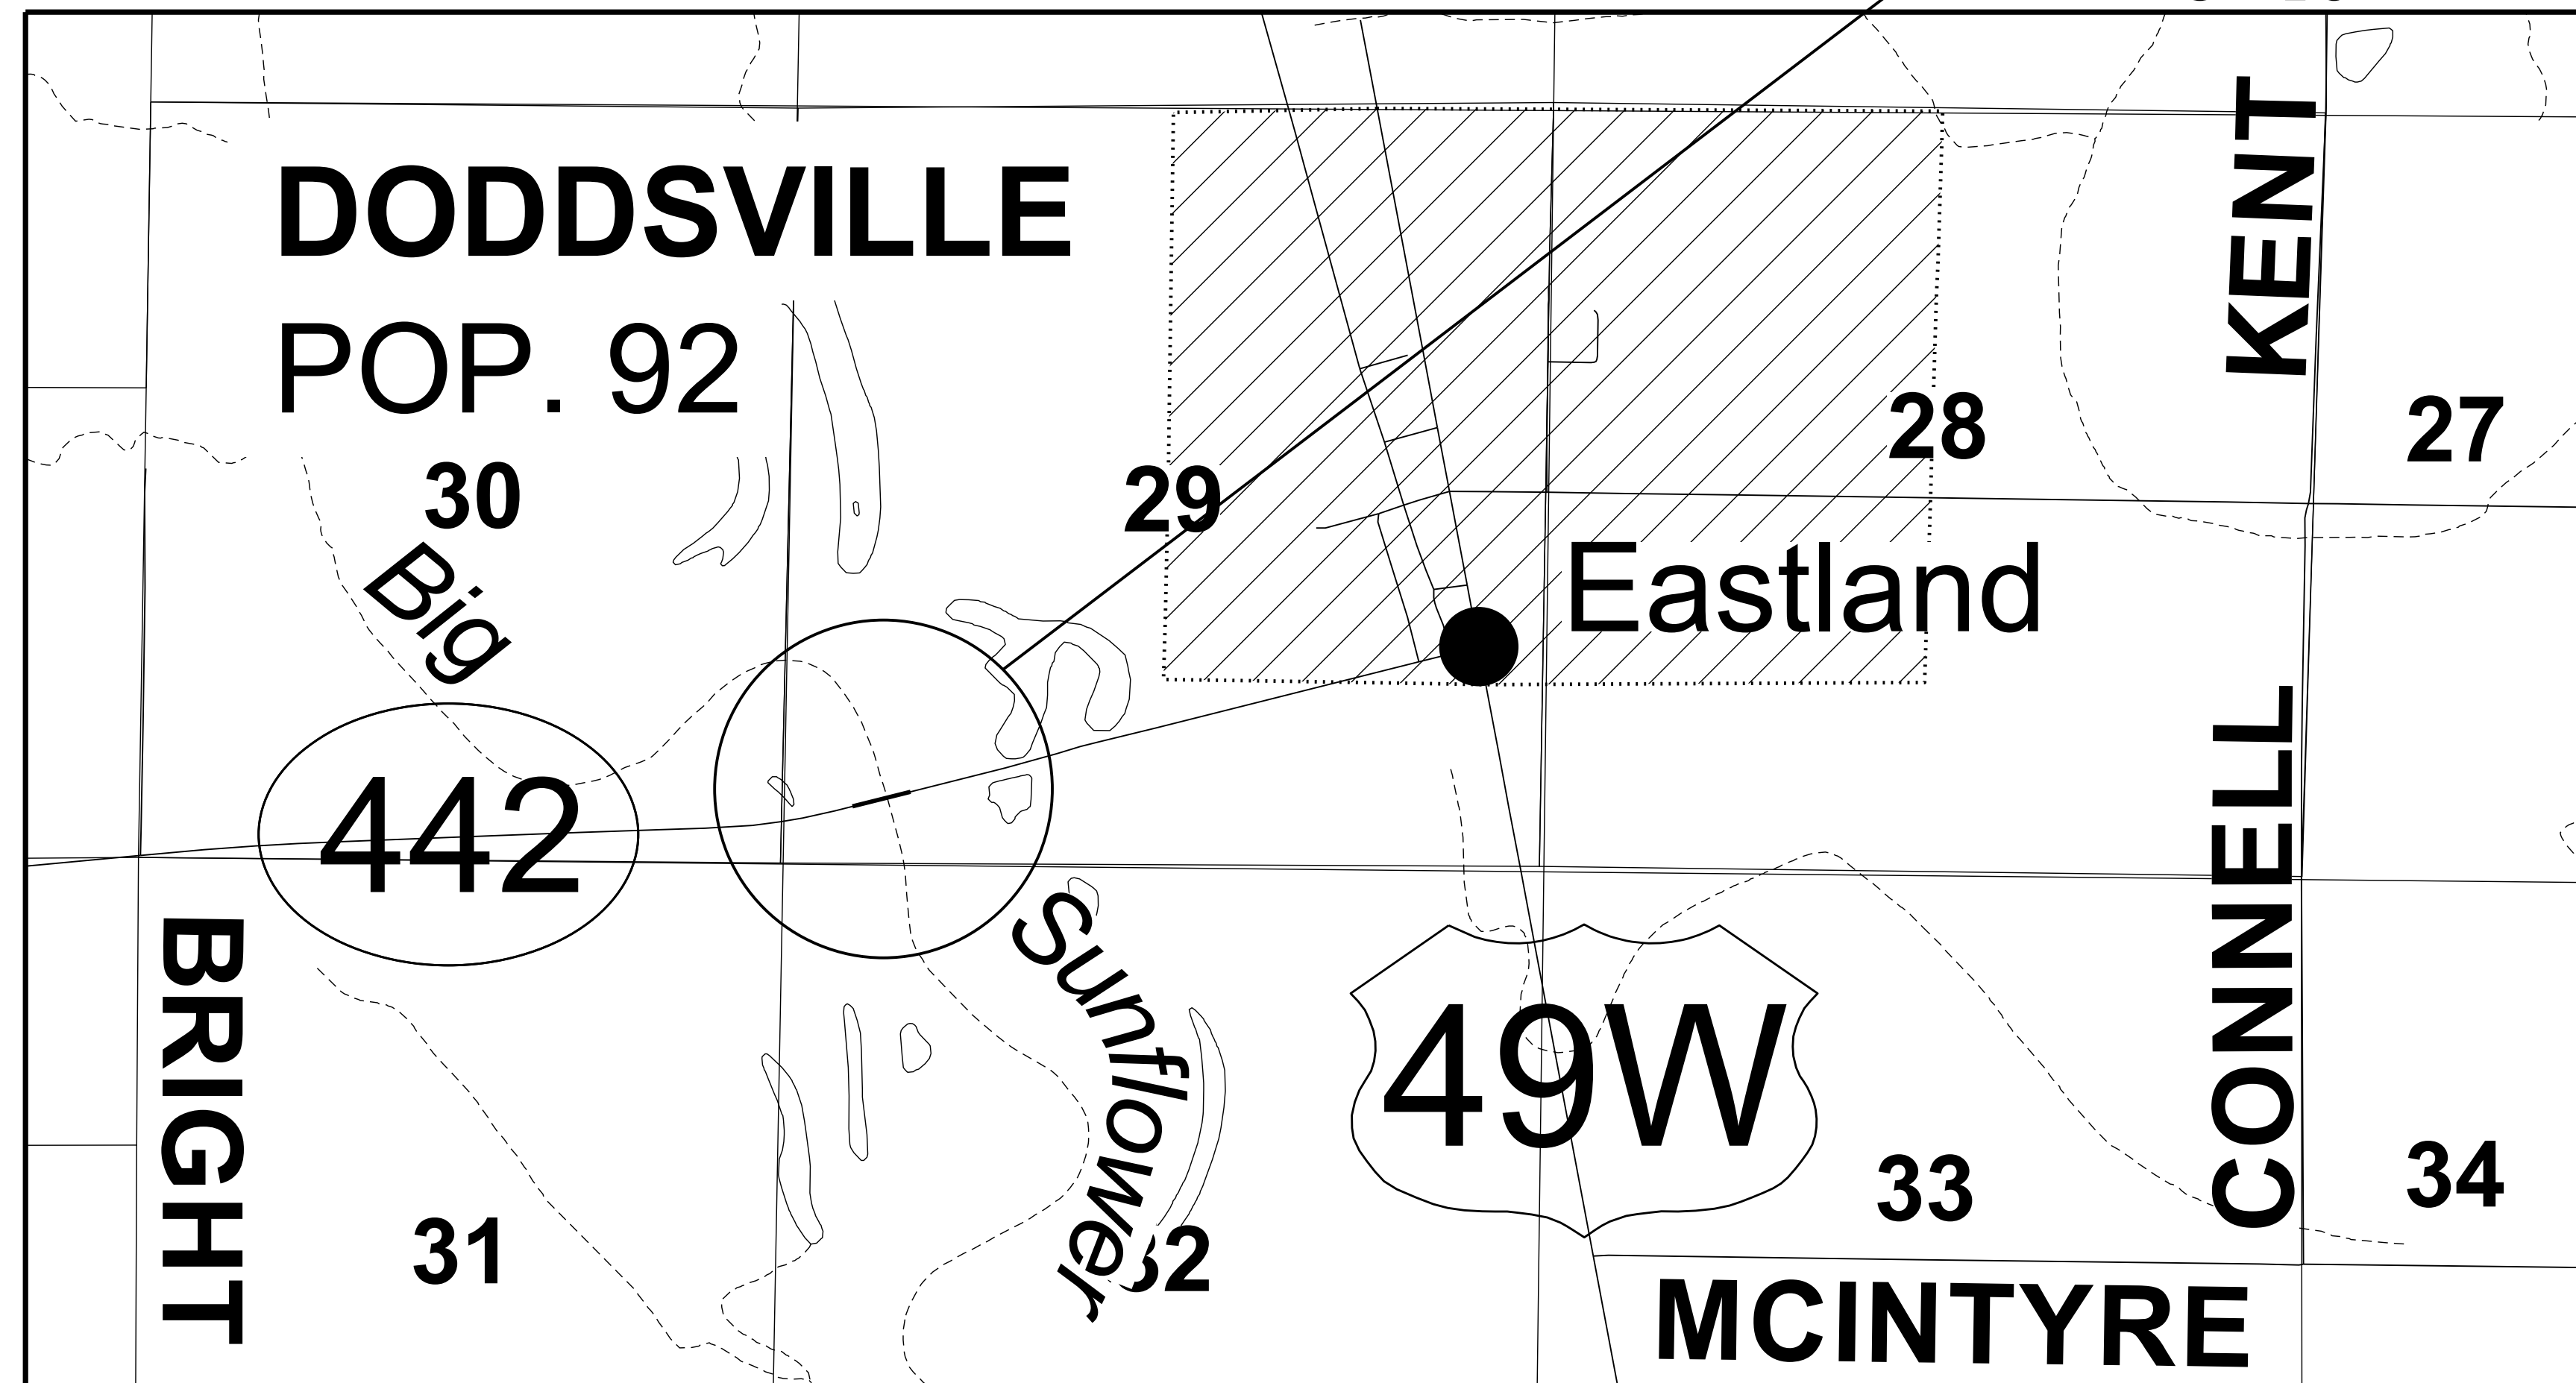 DODDSVILLE
POP. 92
KENT
28
27
30
29
Big
Eastland
442
CONNELL
BRIGHT
Sunflower
49W
33
34
31
MCINTYRE